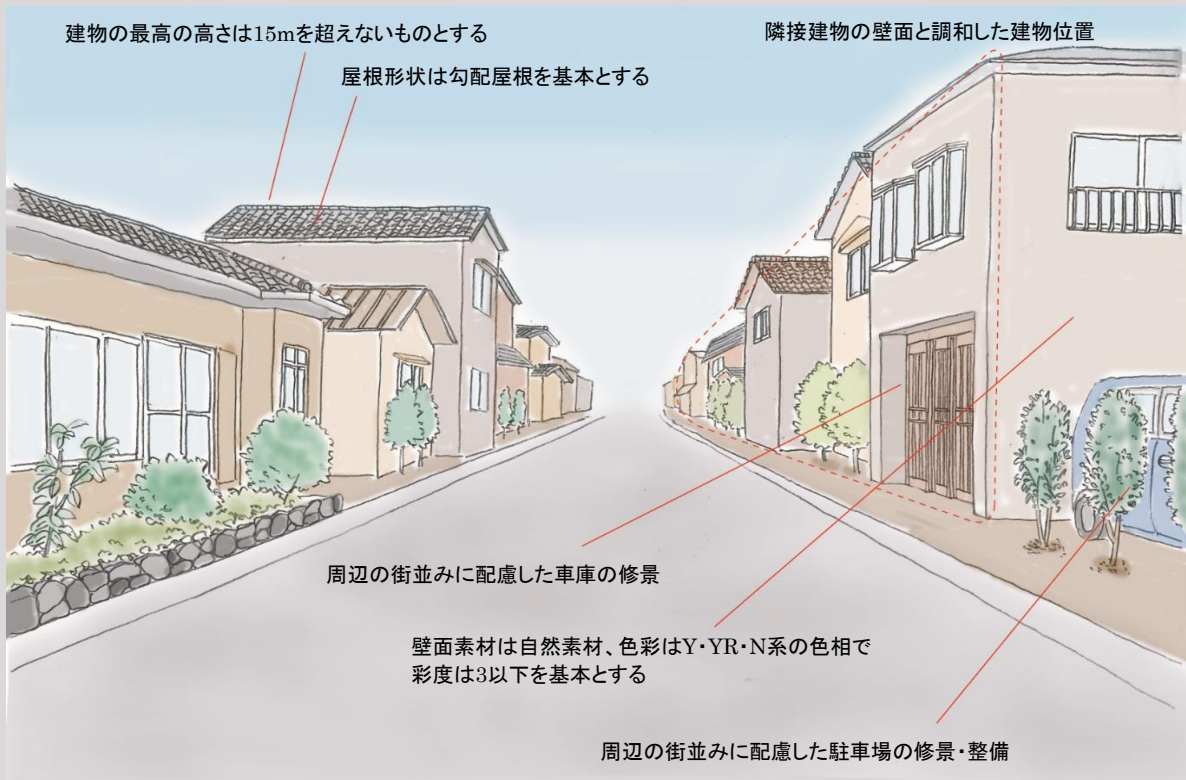 建物の最高の高さは15mを超えないものとする
隣接建物の壁面と調和した建物位置
屋根形状は勾配屋根を基本とする
周辺の街並みに配慮した車庫の修景
壁面素材は自然素材、色彩はY・YR・N系の色相で
彩度は3以下を基本とする
周辺の街並みに配慮した駐車場の修景・整備